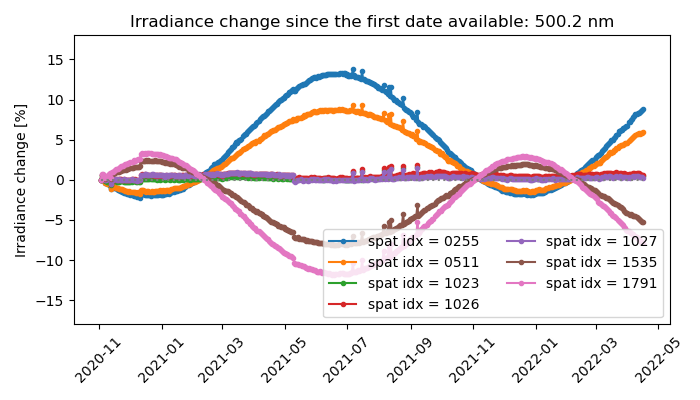 Irradiance change since the first date available: 500.2 nm
Irradiance change [%]
15
10
5
0
−5
−10
−15
spat idx = 0255
spat idx = 0511
spat idx = 1023
spat idx = 1026
spat idx = 1027
spat idx = 1535
spat idx = 1791
2020-11
2021-01
2021-03
2021-05
2021-07
2021-09
2021-11
2022-01
2022-03
2022-05